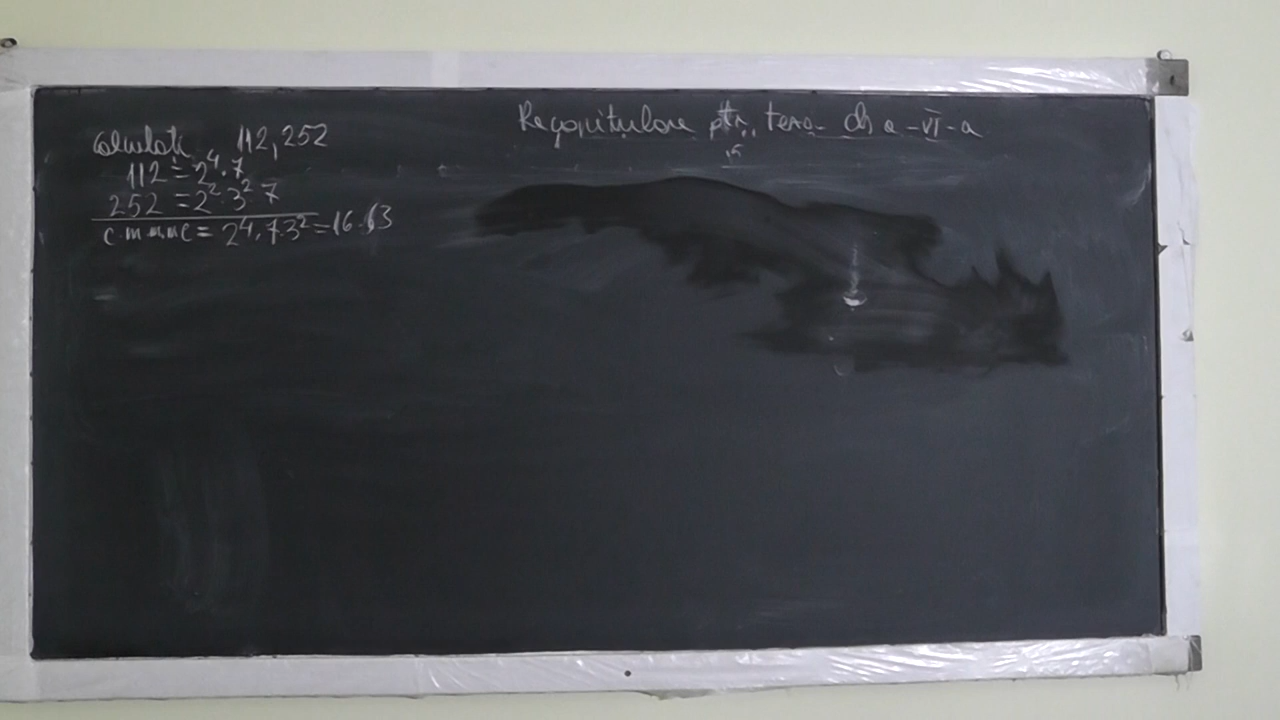 Recapitulare ptr. teza cls a-VI-a
Calculați 112, 252
112 = 2⁴·7
252 = 2²·3²·7
c.m.m.m.c = 2⁴·7·3² = 16·63